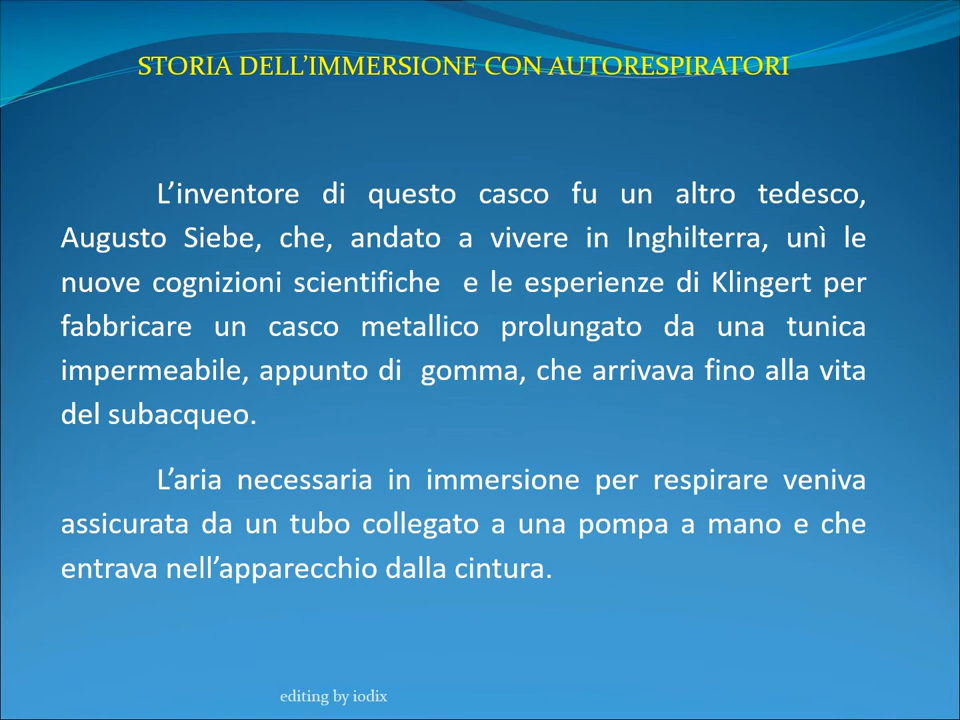 STORIA DELL’IMMERSIONE CON AUTORESPIRATORI
L’inventore di questo casco fu un altro tedesco,
Augusto Siebe, che, andato a vivere in Inghilterra, unì le
nuove cognizioni scientifiche e le esperienze di Klingert per
fabbricare un casco metallico prolungato da una tunica
impermeabile, appunto di gomma, che arrivava fino alla vita
del subacqueo.
L’aria necessaria in immersione per respirare veniva
assicurata da un tubo collegato a una pompa a mano e che
entrava nell’apparecchio dalla cintura.
editing by iodix